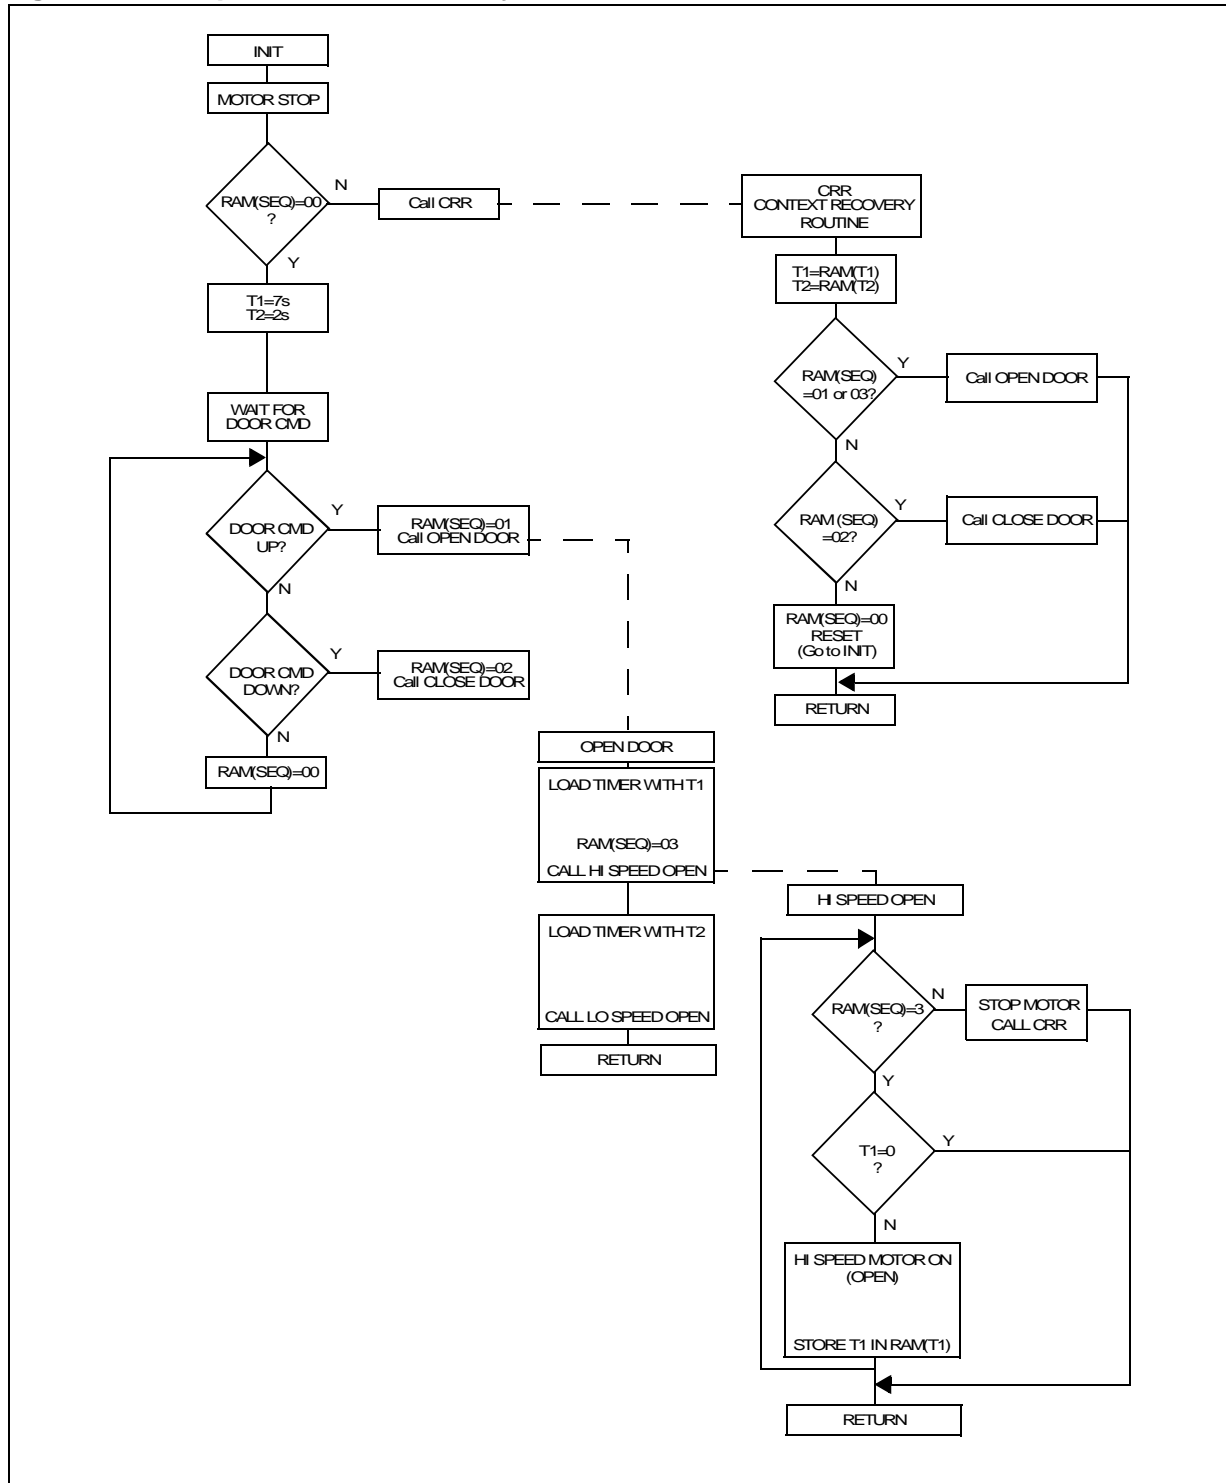 INIT
MOTOR STOP
RAM(SEQ)=00
?
N
Call CRR
Y
T1=7s
T2=2s
WAIT FOR
DOOR CMD
DOOR CMD
UP?
Y
RAM(SEQ)=01
Call OPEN DOOR
N
DOOR CMD
DOWN?
Y
RAM(SEQ)=02
Call CLOSE DOOR
N
RAM(SEQ)=00
CRR
CONTEXT RECOVERY
ROUTINE
T1=RAM(T1)
T2=RAM(T2)
RAM(SEQ)
=01 or 03?
Y
Call OPEN DOOR
N
RAM (SEQ)
=02?
Y
Call CLOSE DOOR
N
RAM(SEQ)=00
RESET
(Go to INIT)
RETURN
OPEN DOOR
LOAD TIMER WITH T1
RAM(SEQ)=03
CALL HI SPEED OPEN
LOAD TIMER WITH T2
CALL LO SPEED OPEN
RETURN
HI SPEED OPEN
RAM(SEQ)=3
?
N
STOP MOTOR
CALL CRR
Y
T1=0
?
Y
N
HI SPEED MOTOR ON
(OPEN)
STORE T1 IN RAM(T1)
RETURN